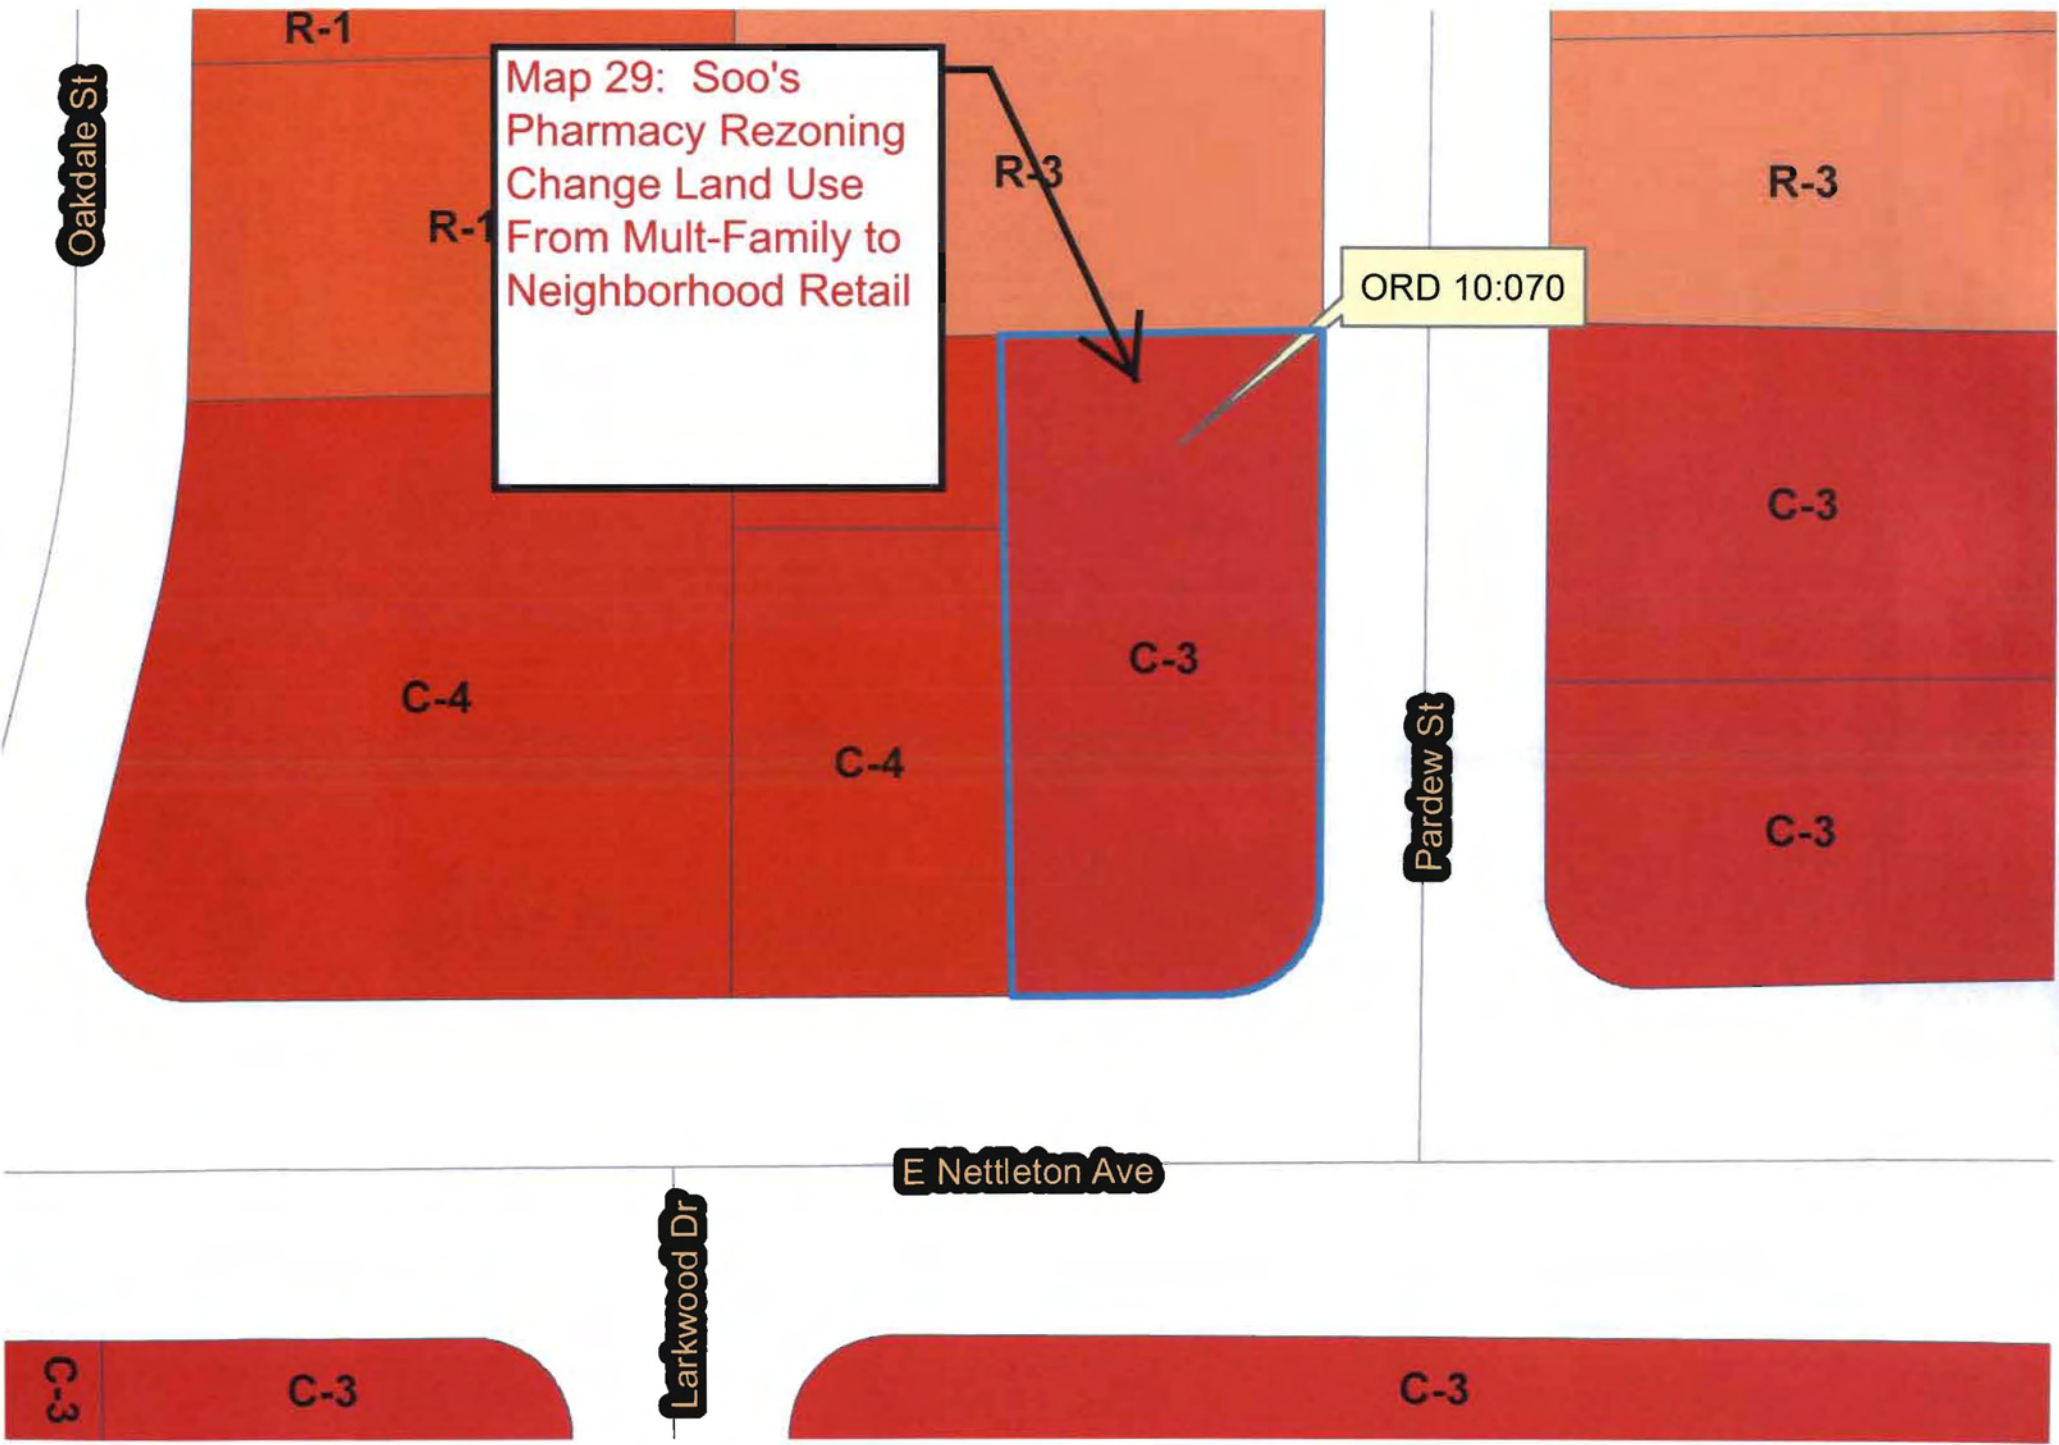 R-1
Oakdale St
Map 29: Soo's
Pharmacy Rezoning
Change Land Use
From Mult-Family to
Neighborhood Retail
R-3
R-3
R-1
ORD 10:070
C-3
C-3
C-4
C-4
Pardew St
C-3
E Nettleton Ave
Larkwood Dr
C-3
C-3
C-3